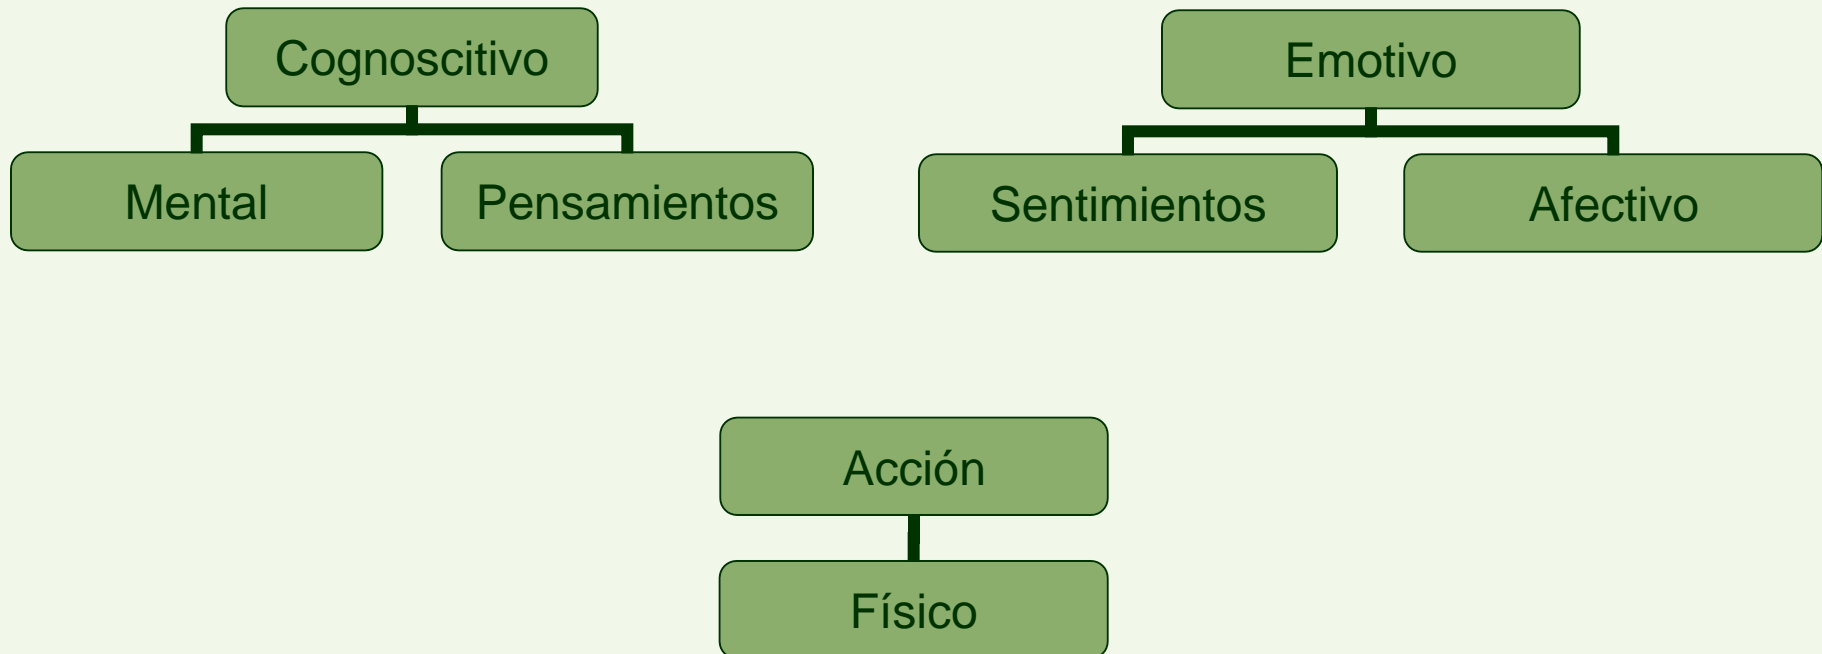 Cognoscitivo
Mental
Pensamientos
Emotivo
Sentimientos
Afectivo
Acción
Físico